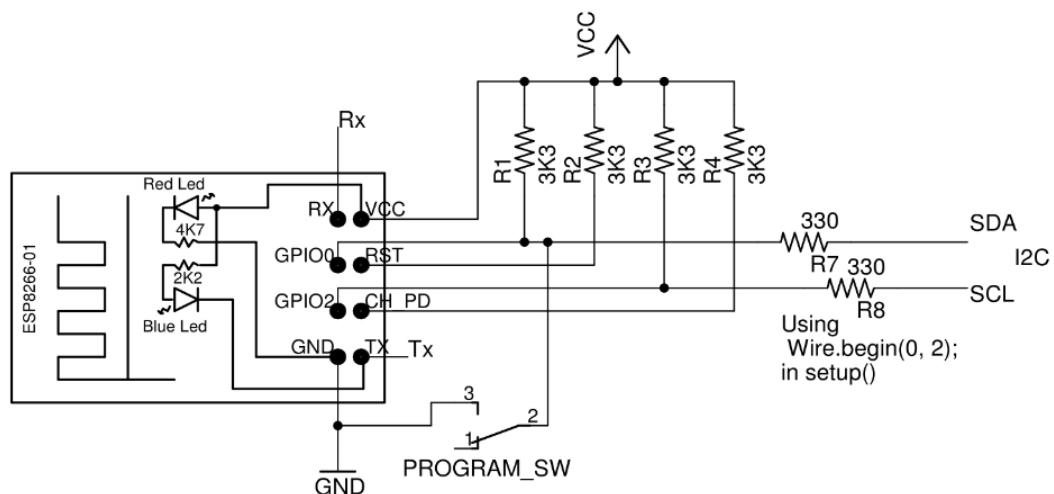 VCC
Rx
R1
3K3
R2
3K3
R3
3K3
R4
3K3
ESP8266-01
Red Led
4K7
2K2
Blue Led
RX
VCC
GPIO0
RST
GPIO2
CH_PD
GND
TX
Tx
330
R7
SDA
I2C
330
R8
SCL
Using
Wire.begin(0, 2);
in setup()
3
2
1
PROGRAM_SW
GND